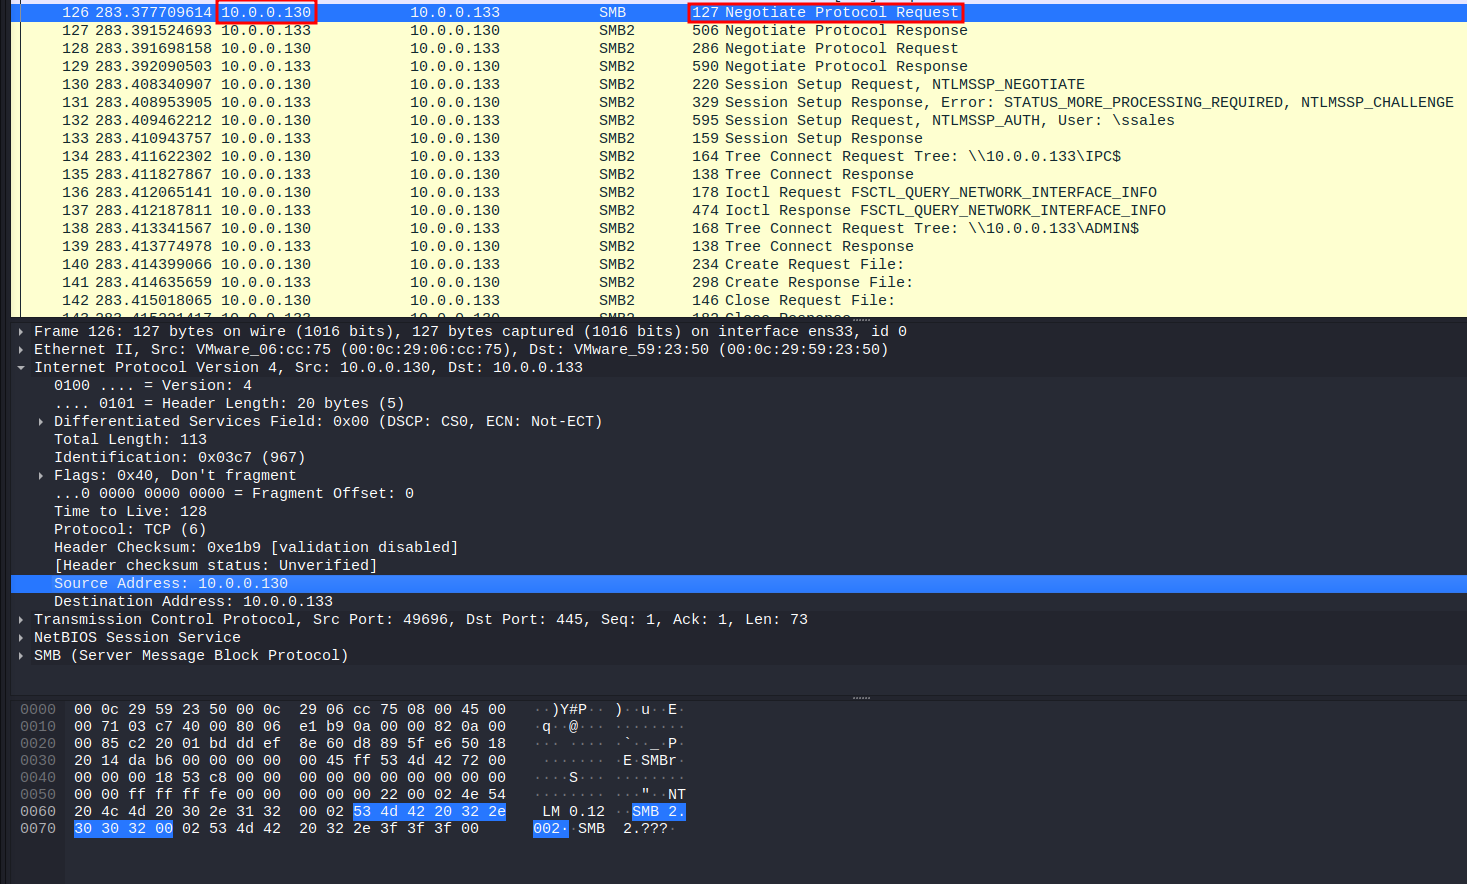 126 283.377709614 10.0.0.130 10.0.0.133 SMB 127 Negotiate Protocol Request
127 283.391524693 10.0.0.133 10.0.0.130 SMB2 506 Negotiate Protocol Response
128 283.391698158 10.0.0.130 10.0.0.133 SMB2 286 Negotiate Protocol Request
129 283.392090503 10.0.0.133 10.0.0.130 SMB2 590 Negotiate Protocol Response
130 283.408340907 10.0.0.130 10.0.0.133 SMB2 220 Session Setup Request, NTLMSSP_NEGOTIATE
131 283.408953905 10.0.0.133 10.0.0.130 SMB2 329 Session Setup Response, Error: STATUS_MORE_PROCESSING_REQUIRED, NTLMSSP_CHALLENGE
132 283.409462212 10.0.0.130 10.0.0.133 SMB2 595 Session Setup Request, NTLMSSP_AUTH, User: \ssales
133 283.410943757 10.0.0.133 10.0.0.130 SMB2 159 Session Setup Response
134 283.411622302 10.0.0.130 10.0.0.133 SMB2 164 Tree Connect Request Tree: \\10.0.0.133\IPC$
135 283.411827867 10.0.0.133 10.0.0.130 SMB2 138 Tree Connect Response
136 283.412065141 10.0.0.130 10.0.0.133 SMB2 178 Ioctl Request FSCTL_QUERY_NETWORK_INTERFACE_INFO
137 283.412187811 10.0.0.133 10.0.0.130 SMB2 474 Ioctl Response FSCTL_QUERY_NETWORK_INTERFACE_INFO
138 283.413341567 10.0.0.130 10.0.0.133 SMB2 168 Tree Connect Request Tree: \\10.0.0.133\ADMIN$
139 283.413774978 10.0.0.133 10.0.0.130 SMB2 138 Tree Connect Response
140 283.414399066 10.0.0.130 10.0.0.133 SMB2 234 Create Request File:
141 283.414635659 10.0.0.133 10.0.0.130 SMB2 298 Create Response File:
142 283.415018065 10.0.0.130 10.0.0.133 SMB2 146 Close Request File:
Frame 126: 127 bytes on wire (1016 bits), 127 bytes captured (1016 bits) on interface ens33, id 0
Ethernet II, Src: VMware_06:cc:75 (00:0c:29:06:cc:75), Dst: VMware_59:23:50 (00:0c:29:59:23:50)
Internet Protocol Version 4, Src: 10.0.0.130, Dst: 10.0.0.133
0100 .... = Version: 4
.... 0101 = Header Length: 20 bytes (5)
Differentiated Services Field: 0x00 (DSCP: CS0, ECN: Not-ECT)
Total Length: 113
Identification: 0x03c7 (967)
Flags: 0x40, Don't fragment
...0 0000 0000 0000 = Fragment Offset: 0
Time to Live: 128
Protocol: TCP (6)
Header Checksum: 0xe1b9 [validation disabled]
[Header checksum status: Unverified]
Source Address: 10.0.0.130
Destination Address: 10.0.0.133
Transmission Control Protocol, Src Port: 49696, Dst Port: 445, Seq: 1, Ack: 1, Len: 73
NetBIOS Session Service
SMB (Server Message Block Protocol)
0000 00 0c 29 59 23 50 00 0c 29 06 cc 75 08 00 45 00 ··)Y#P·· )··u··E·
0010 00 71 03 c7 40 00 80 06 e1 b9 0a 00 00 82 0a 00 ·q··@··· ········
0020 00 85 c2 20 01 bd dd ef 8e 60 d8 89 5f e6 50 18 ··· ···· ·`··_·P·
0030 20 14 da b6 00 00 00 00 00 45 ff 53 4d 42 72 00 ······· ·E·SMBr·
0040 00 00 00 18 53 c8 00 00 00 00 00 00 00 00 00 00 ····S··· ········
0050 00 00 ff ff ff fe 00 00 00 00 00 22 00 02 4e 54 ········ ···"··NT
0060 20 4c 4d 20 30 2e 31 32 00 02 53 4d 42 20 32 2e LM 0.12 ··SMB 2.
0070 30 30 32 00 02 53 4d 42 20 32 2e 3f 3f 3f 00 002··SMB 2.???·